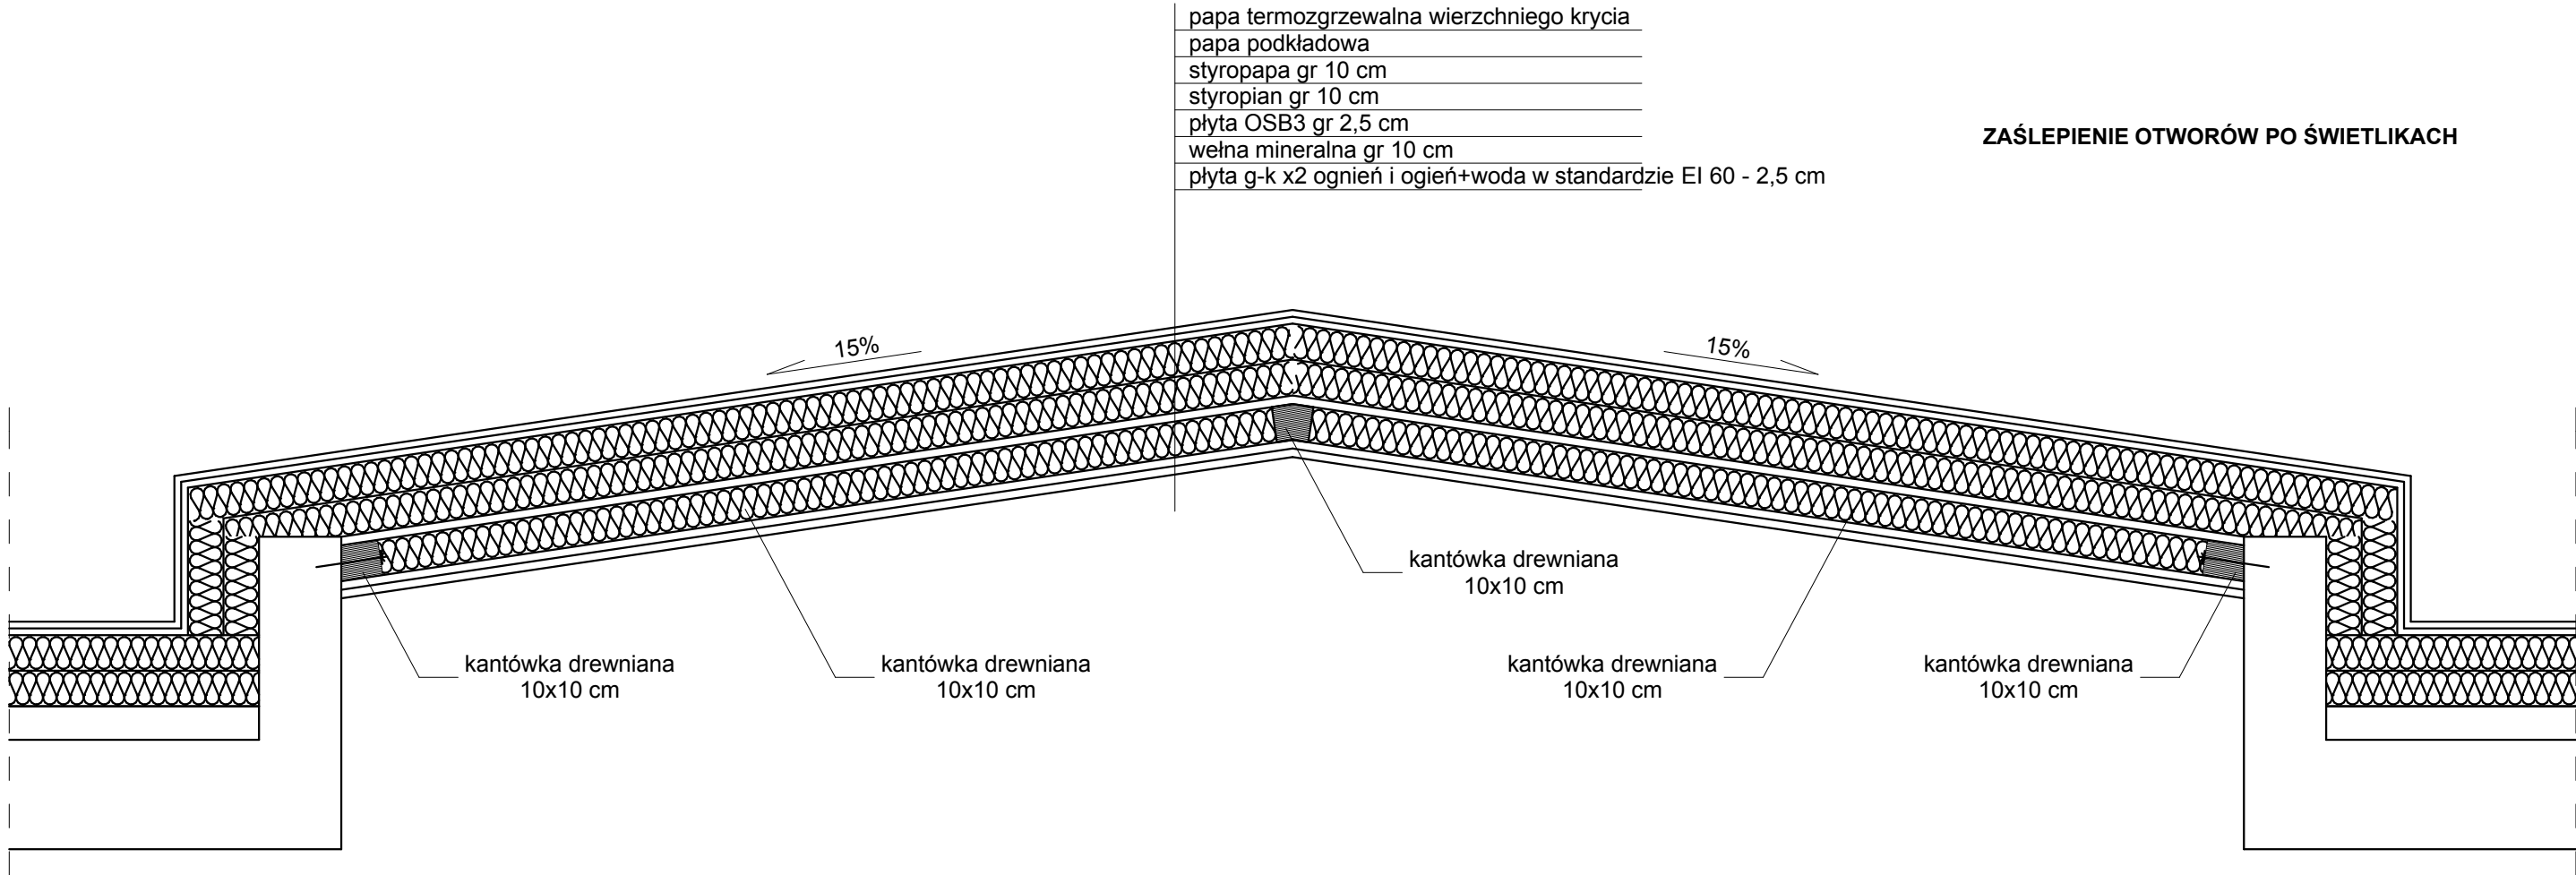 papa termozgrzewalna wierzchniego krycia
papa podkładowa
styropapa gr 10 cm
styropian gr 10 cm
płyta OSB3 gr 2,5 cm
wełna mineralna gr 10 cm
płyta g-k x2 ognień i ogień+woda w standardzie EI 60 - 2,5 cm
ZAŚLEPIENIE OTWORÓW PO ŚWIETLIKACH
15%
15%
kantówka drewniana
10x10 cm
kantówka drewniana
10x10 cm
kantówka drewniana
10x10 cm
kantówka drewniana
10x10 cm
kantówka drewniana
10x10 cm